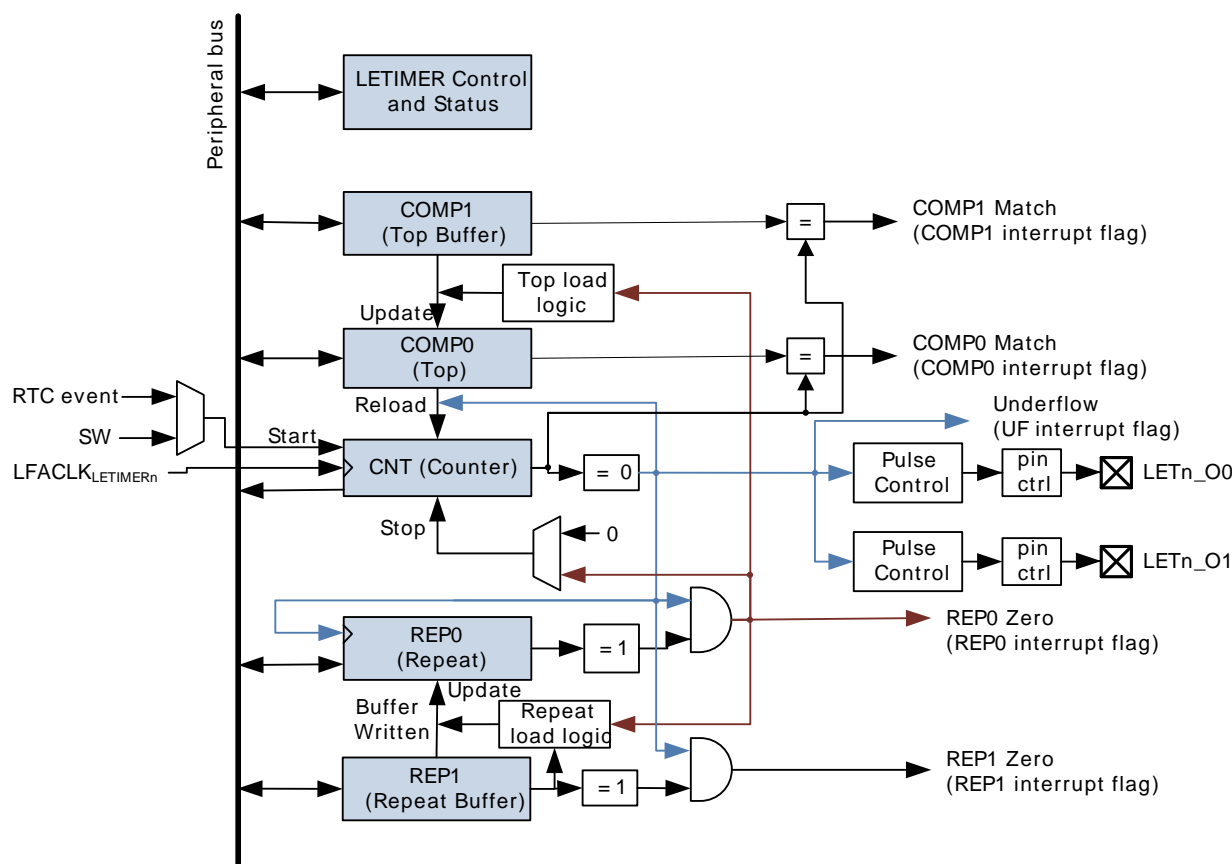 Peripheral bus
LETIMER Control
and Status
COMP1
(Top Buffer)
=
COMP1 Match
(COMP1 interrupt flag)
Top load
logic
Update
COMP0
(Top)
=
COMP0 Match
(COMP0 interrupt flag)
RTC event
SW
LFACLKLETIMERn
Reload
Start
CNT (Counter)
= 0
Underflow
(UF interrupt flag)
Pulse
Control
pin
ctrl
LETn_O0
Stop
0
Pulse
Control
pin
ctrl
LETn_O1
REP0
(Repeat)
= 1
REP0 Zero
(REP0 interrupt flag)
Update
Buffer
Written
Repeat
load logic
REP1
(Repeat Buffer)
= 1
REP1 Zero
(REP1 interrupt flag)